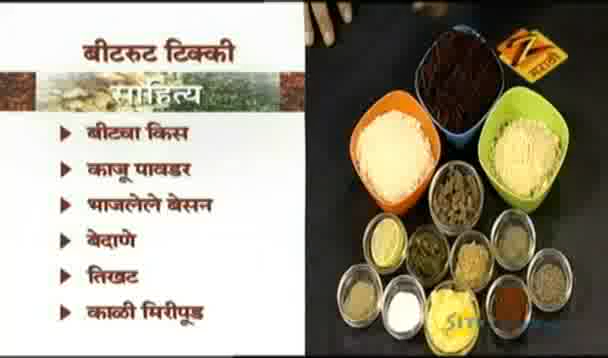 बीटरुट टिक्की
साहित्य
बीटचा किस
काजू पावडर
भाजलेले बेसन
बेदाणे
तिखट
काळी मिरीपूड
मराठी